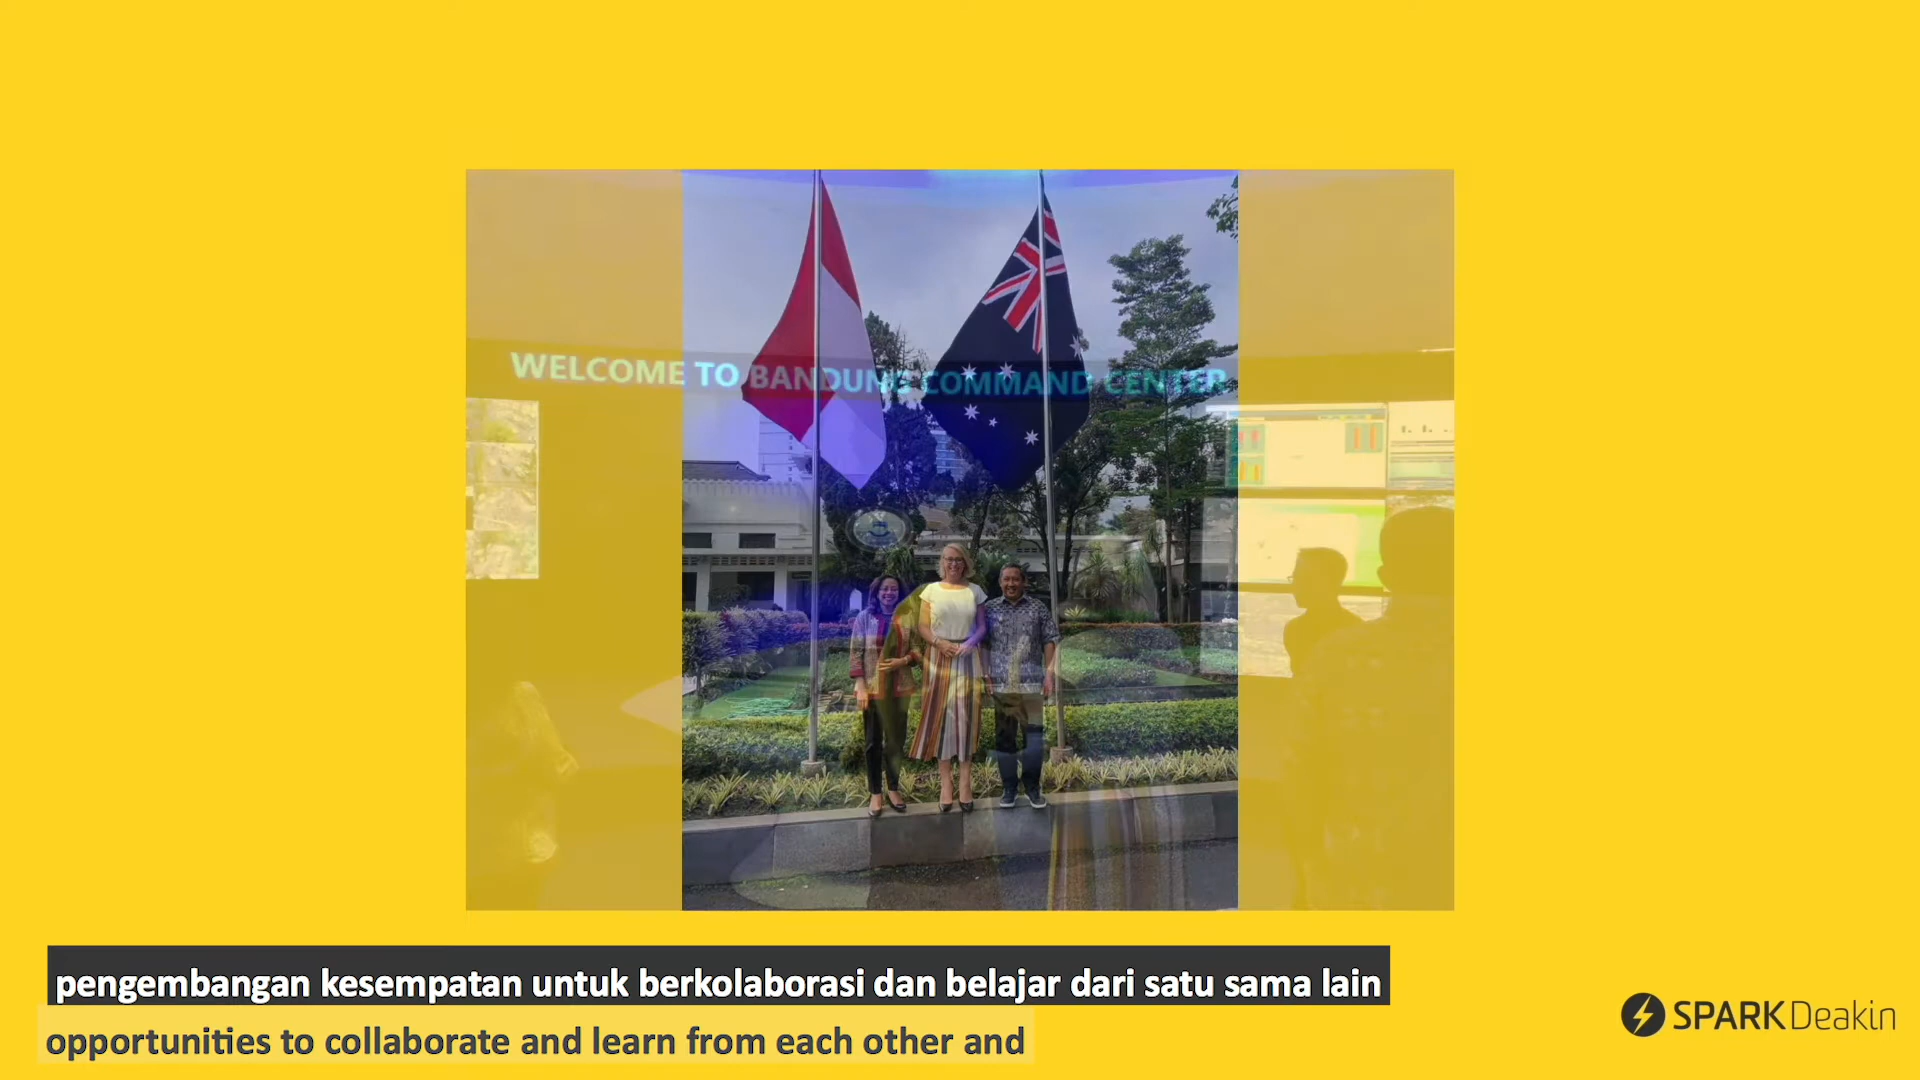 WELCOME TO BANDUNG COMMAND CENTER
pengembangan kesempatan untuk berkolaborasi dan belajar dari satu sama lain
opportunities to collaborate and learn from each other and
SPARK Deakin